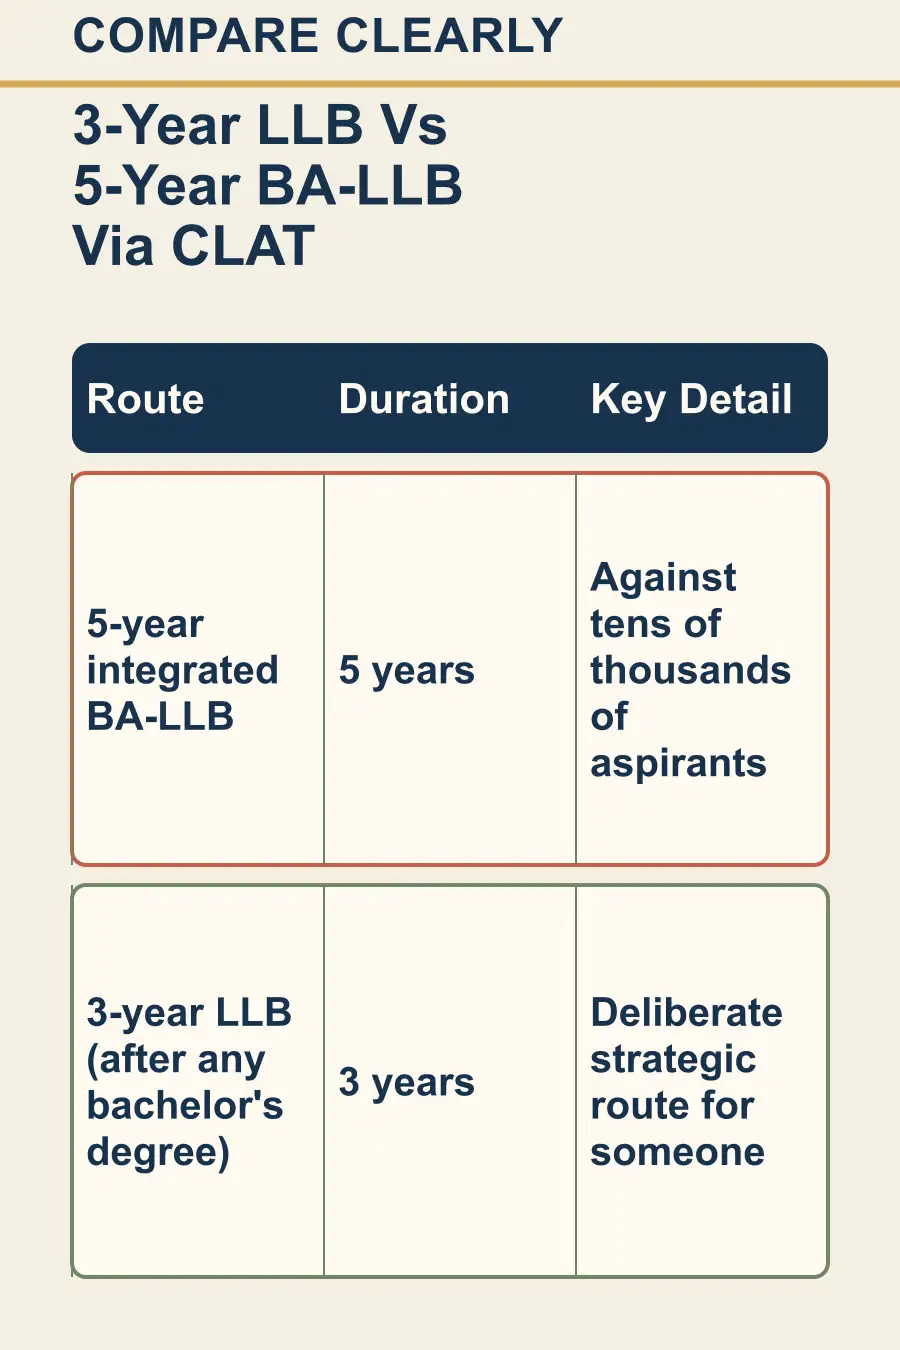 COMPARE CLEARLY
3-Year LLB Vs
5-Year BA-LLB
Via CLAT
Route Duration Key Detail
5-year
integrated
BA-LLB
5 years
Against
tens of
thousands
of
aspirants
3-year LLB
(after any
bachelor's
degree)
3 years
Deliberate
strategic
route for
someone